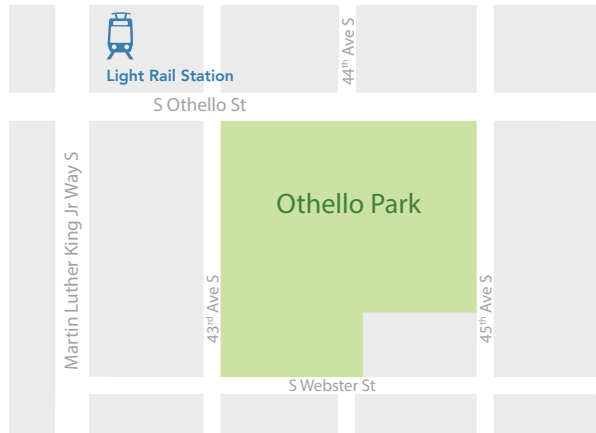 44th Ave S
Light Rail Station
S Othello St
Martin Luther King Jr Way S
Othello Park
43rd Ave S
45th Ave S
S Webster St